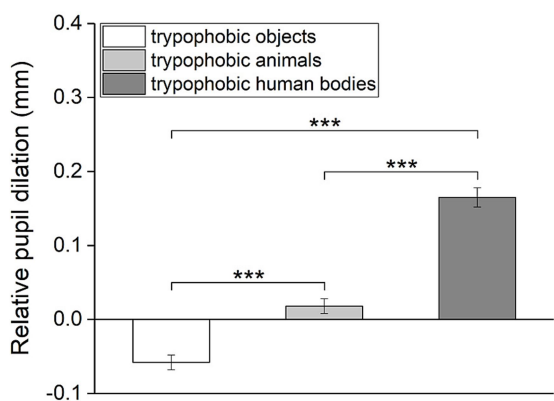 0.4
trypophobic objects
trypophobic animals
trypophobic human bodies
0.3
***
0.2
***
0.1
***
0.0
-0.1
Relative pupil dilation (mm)